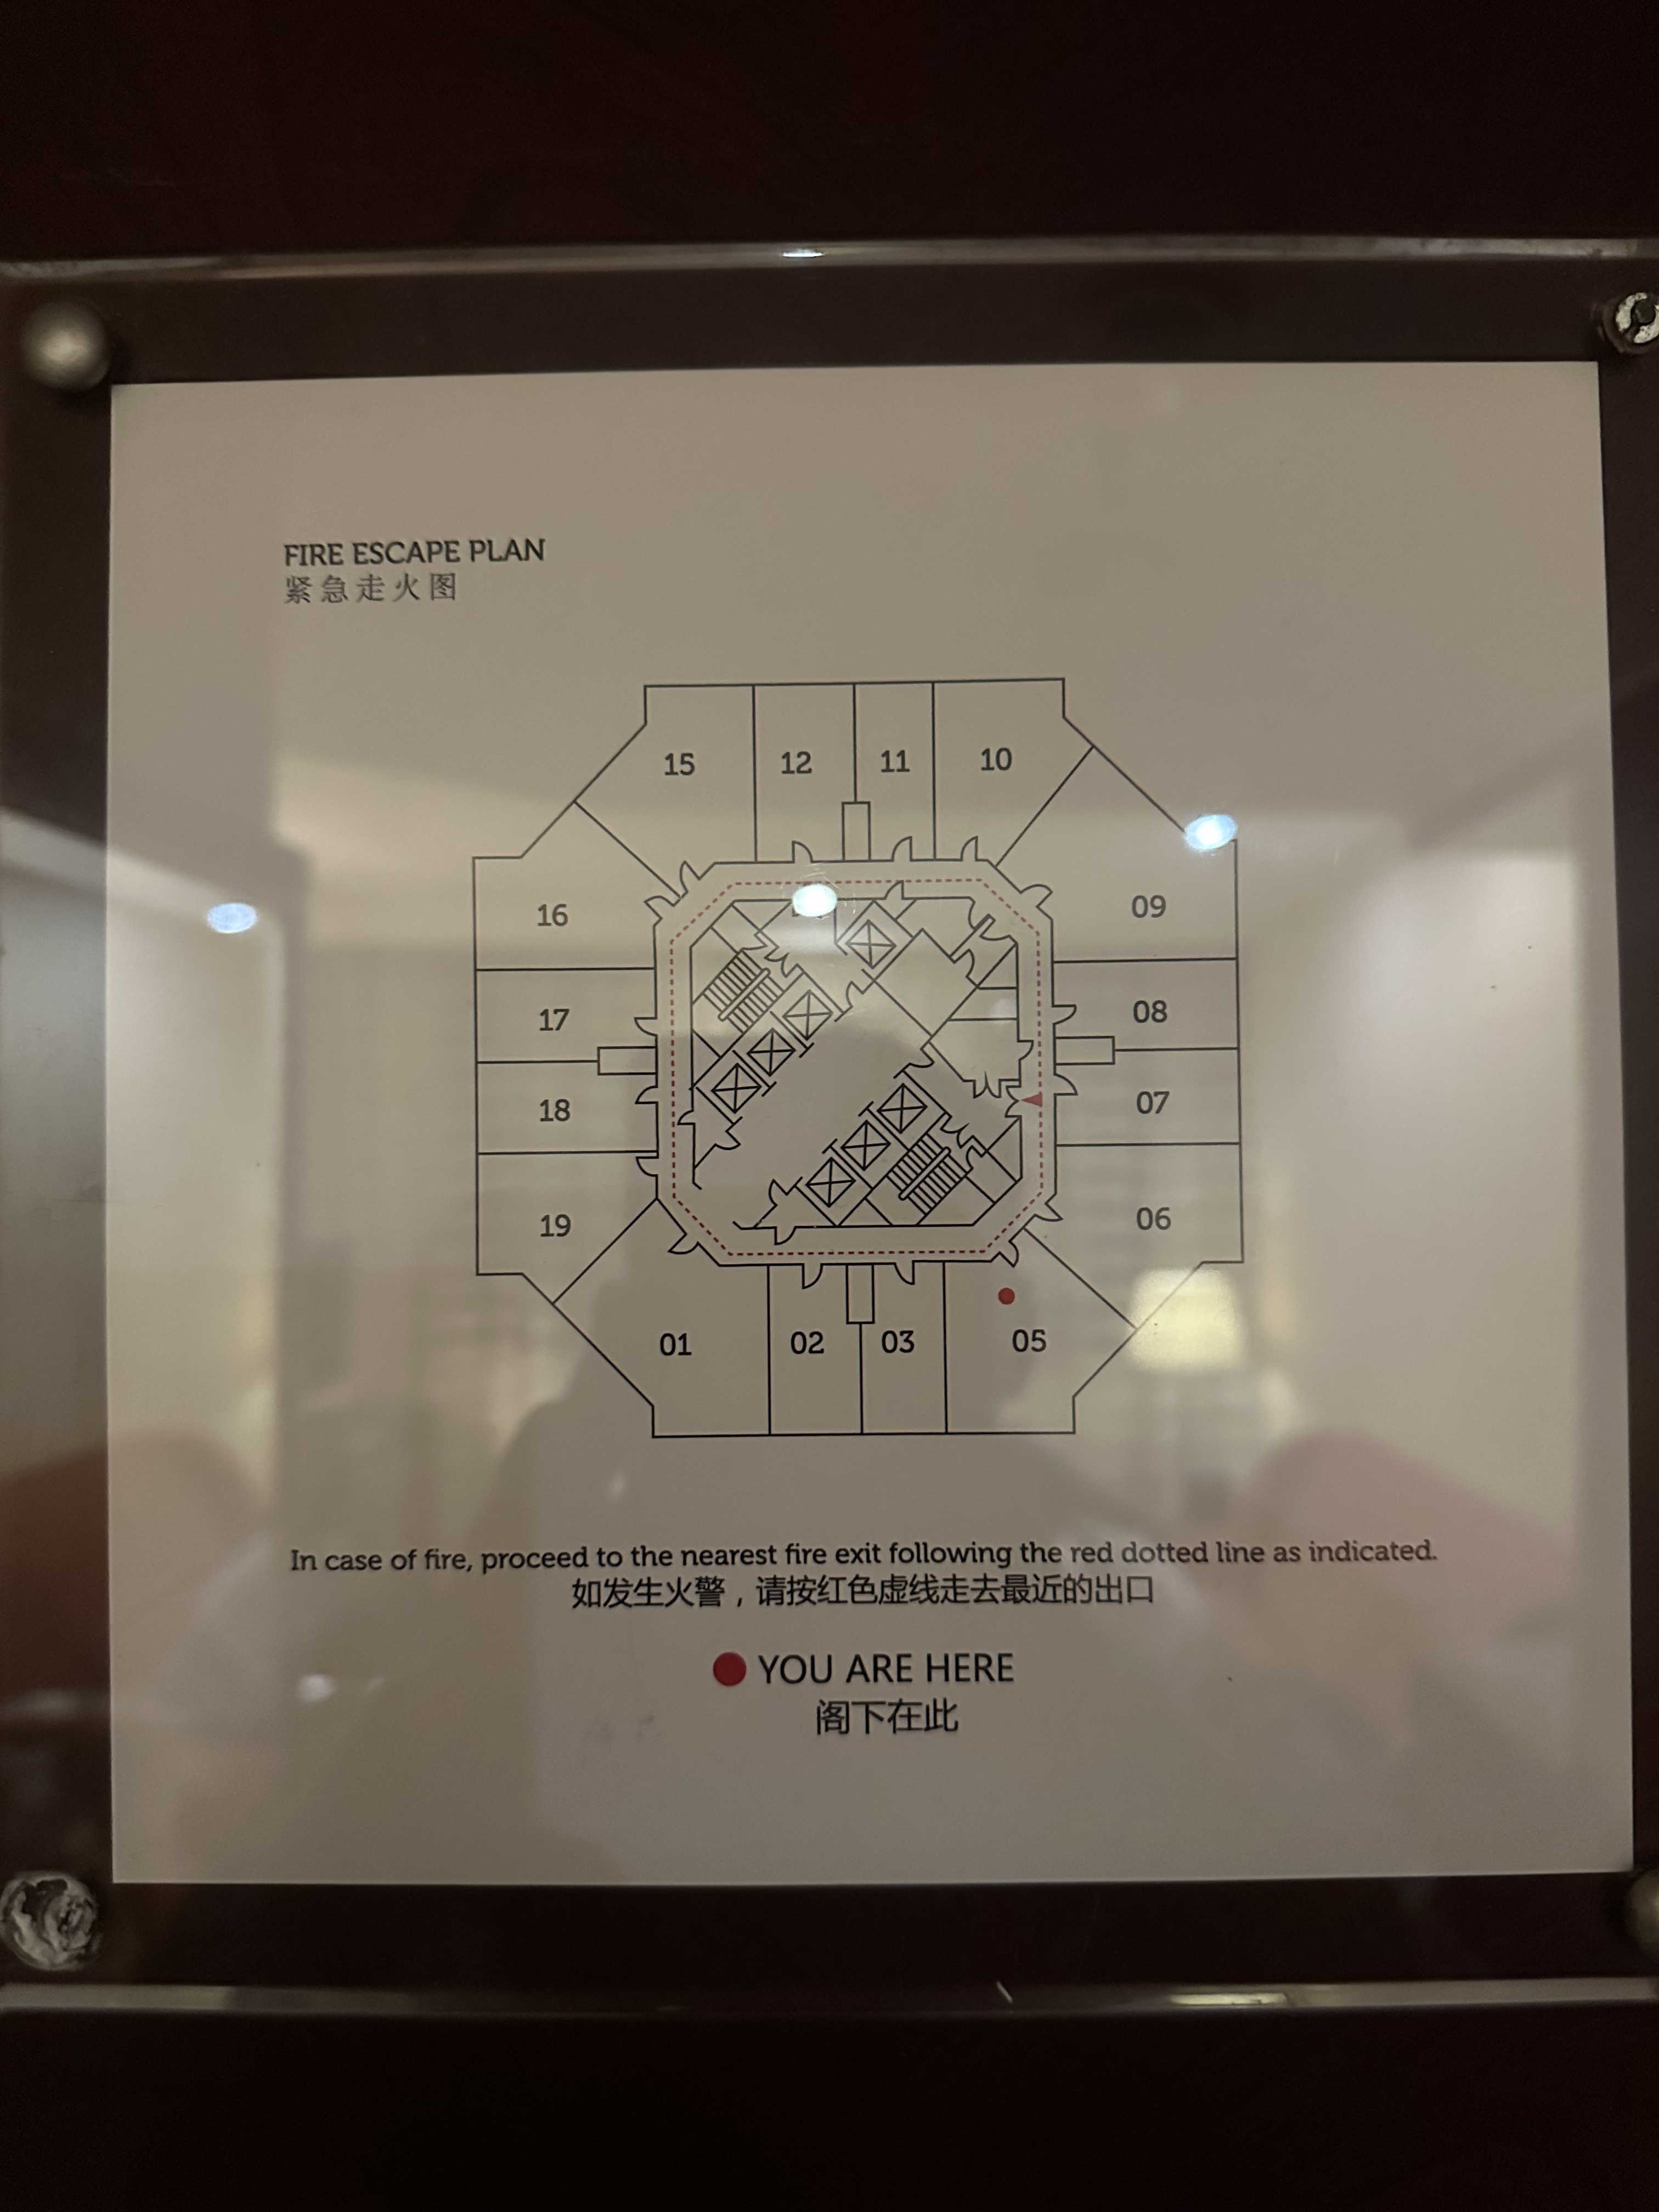 FIRE ESCAPE PLAN
紧急走火图
15 12 11 10
16 09
17 08
18 07
19 06
01 02 03 05
In case of fire, proceed to the nearest fire exit following the red dotted line as indicated.
如发生火警，请按红色虚线走去最近的出口
YOU ARE HERE
阁下在此